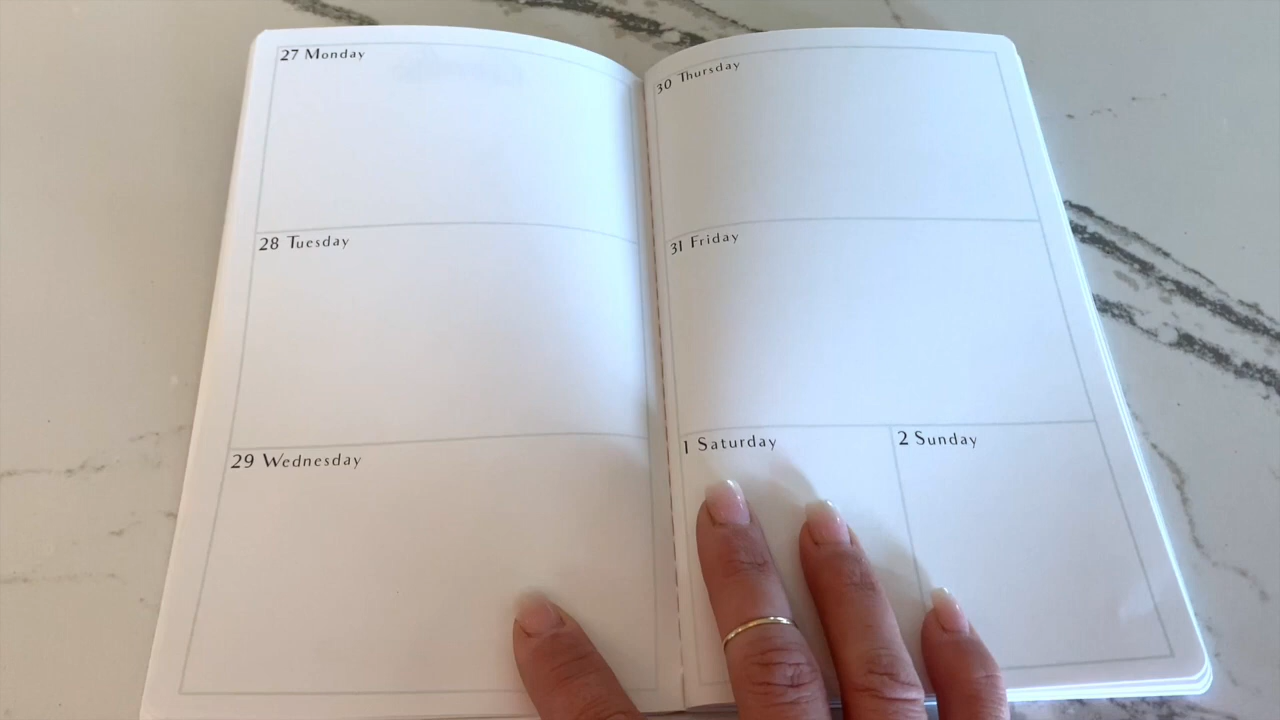 27 Monday
28 Tuesday
29 Wednesday
30 Thursday
31 Friday
1 Saturday
2 Sunday